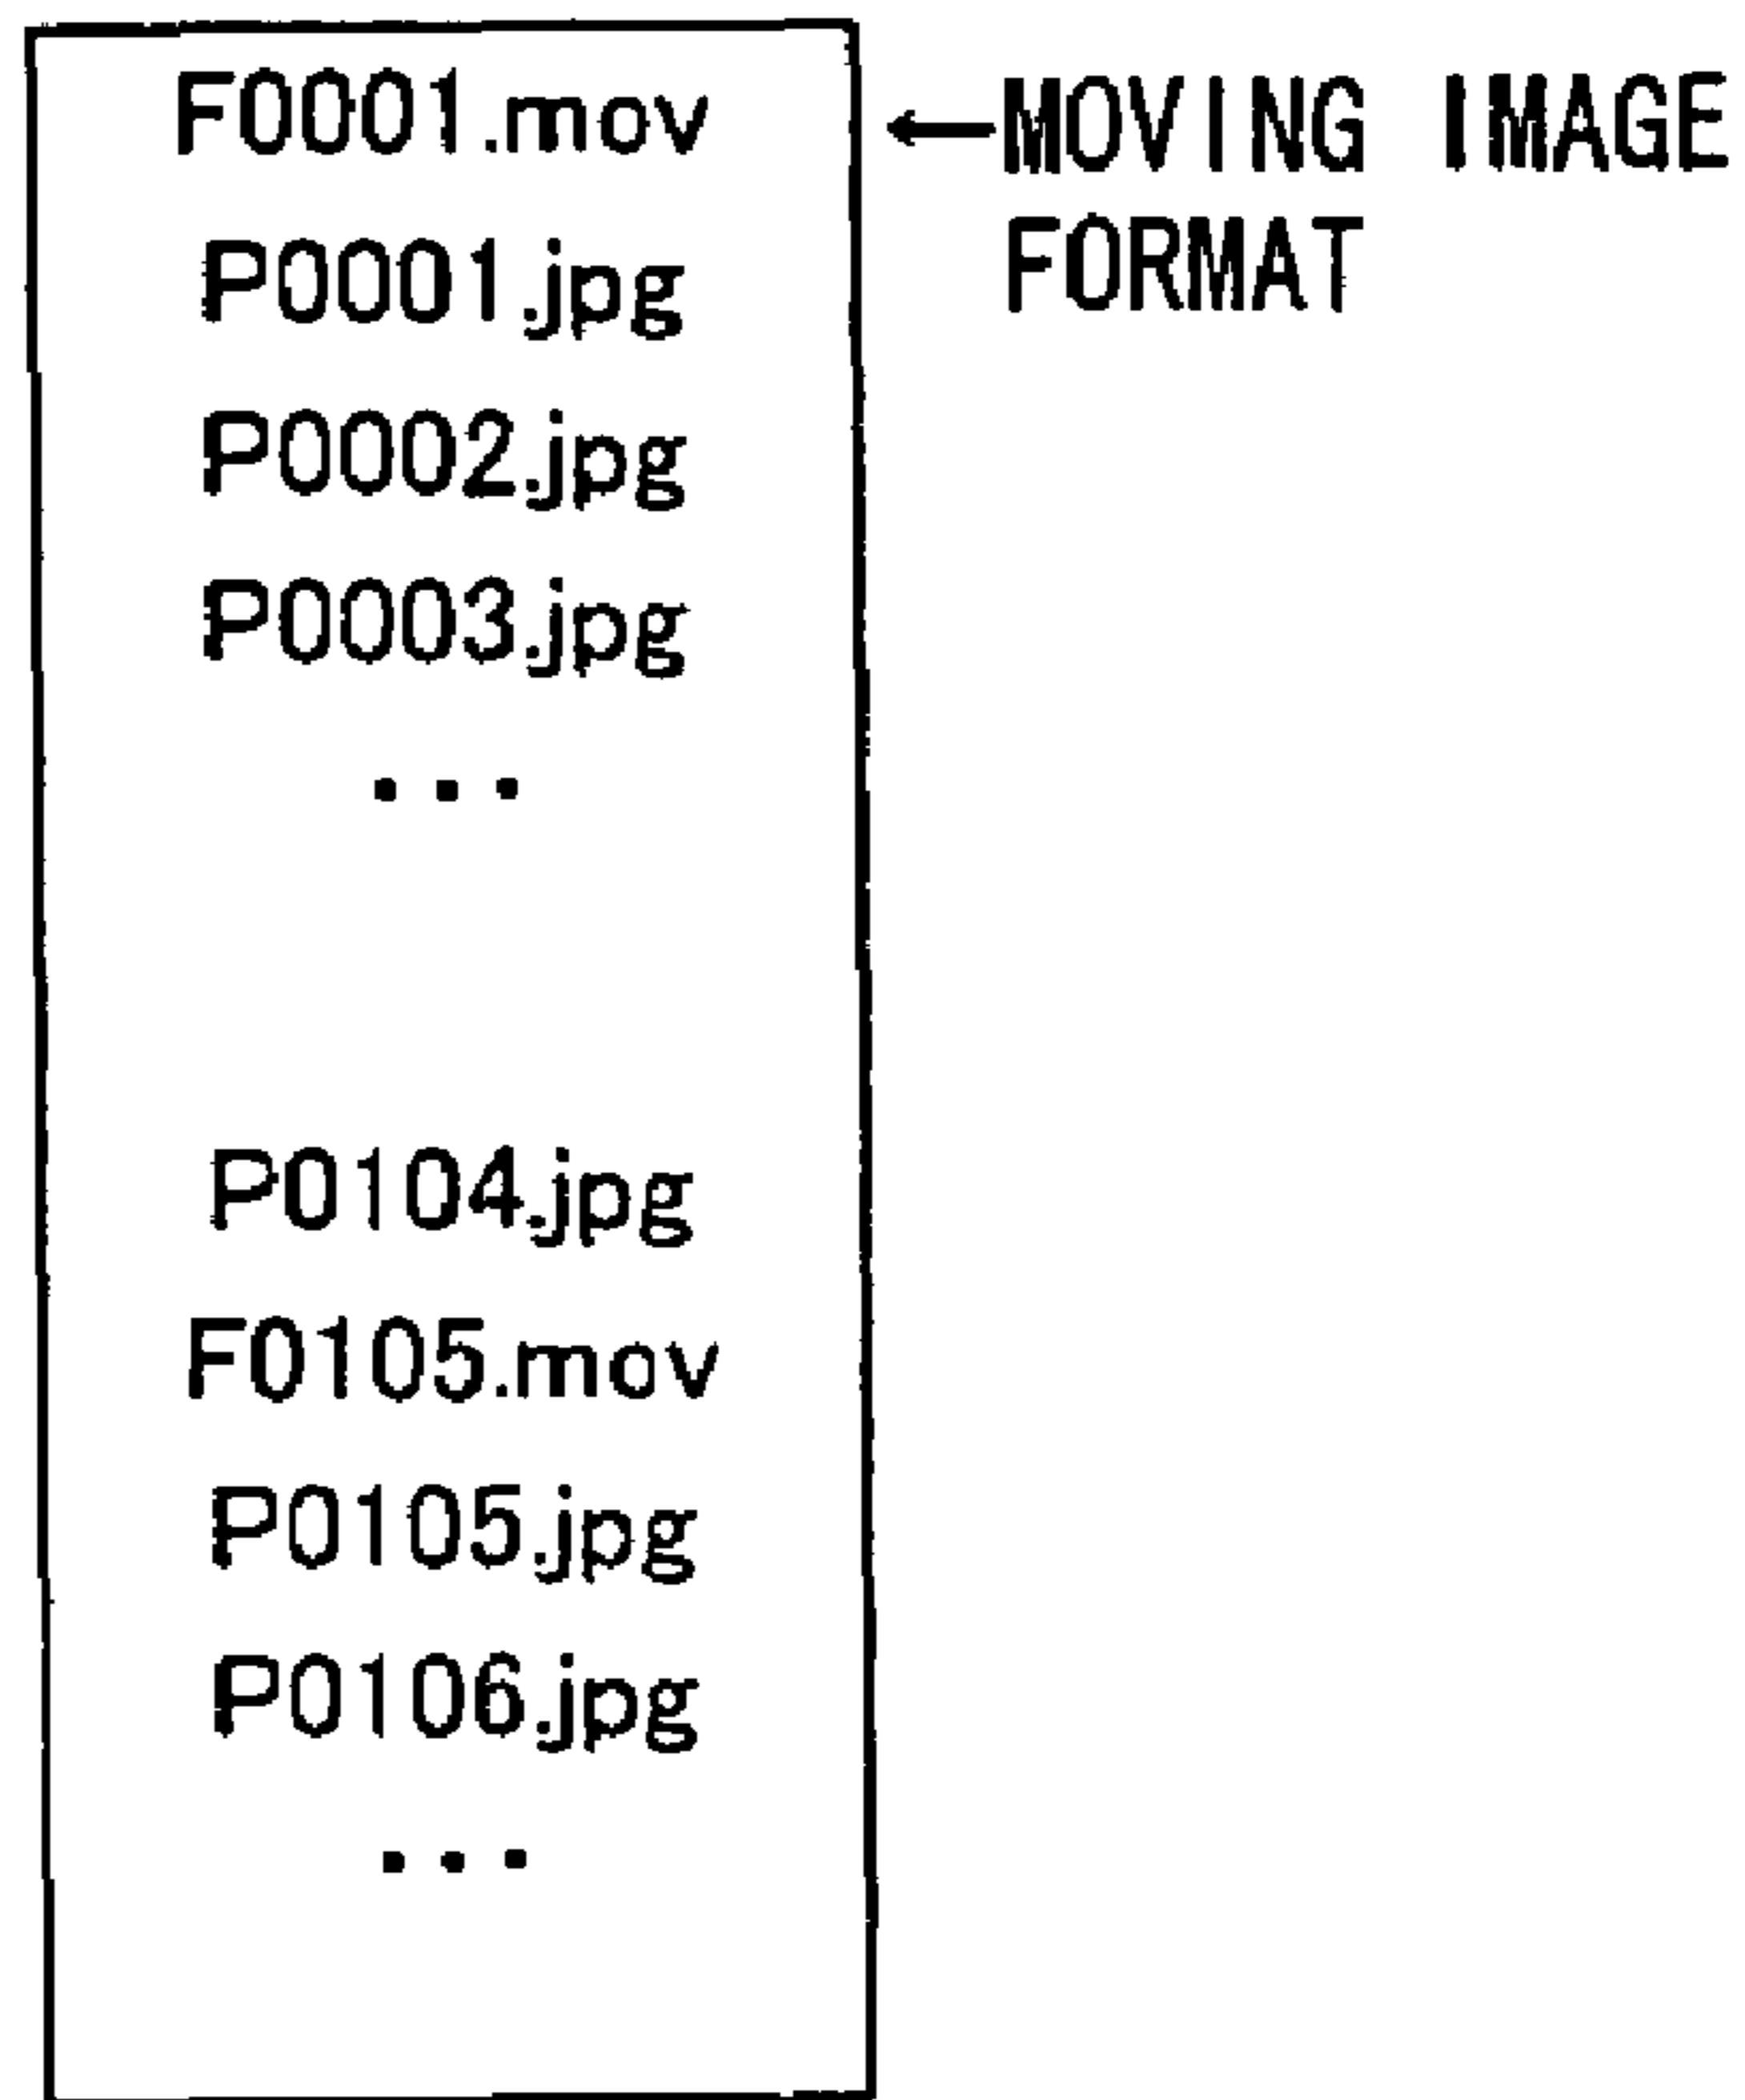 F0001.mov ←MOVING IMAGE
FORMAT
P0001.jpg
P0002.jpg
P0003.jpg
...
P0104.jpg
F0105.mov
P0105.jpg
P0106.jpg
...